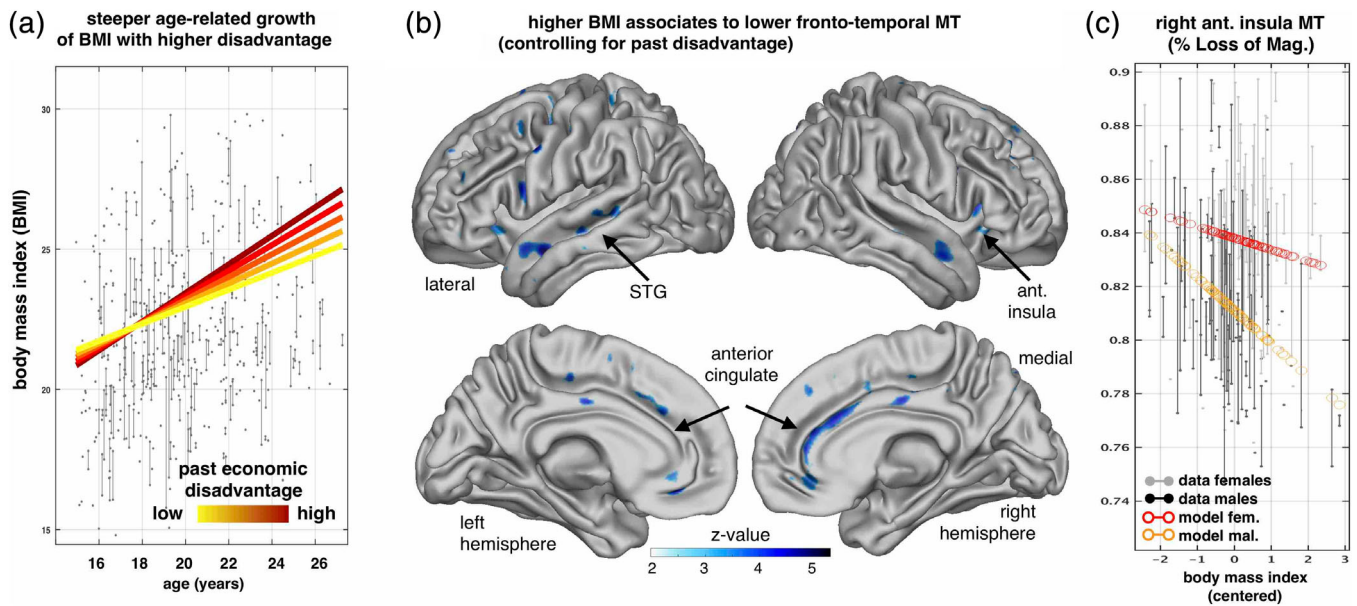 (a)
steeper age-related growth
of BMI with higher disadvantage
body mass index (BMI)
30
25
20
15
past economic
disadvantage
low
high
16 18 20 22 24 26
age (years)
(b)
higher BMI associates to lower fronto-temporal MT
(controlling for past disadvantage)
lateral
STG
ant.
insula
anterior
cingulate
medial
left
hemisphere
right
hemisphere
z-value
2 3 4 5
(c)
right ant. insula MT
(% Loss of Mag.)
0.9
0.88
0.86
0.84
0.82
0.8
0.78
0.76
0.74
data females
data males
model fem.
model mal.
−2 −1 0 1 2 3
body mass index
(centered)